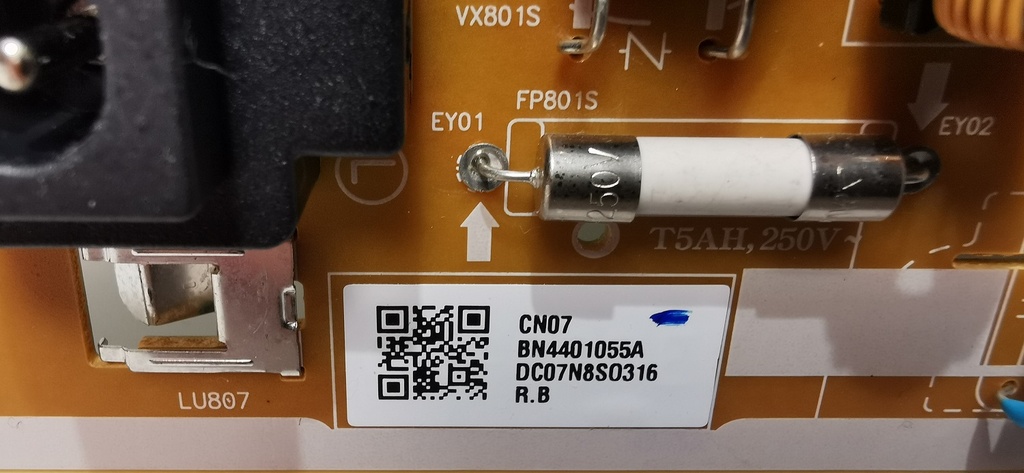 VX801S
N
FP801S
EY01
EY02
L
250V
T5AH, 250V~
CN07
BN4401055A
DC07N8SO316
R.B
LU807